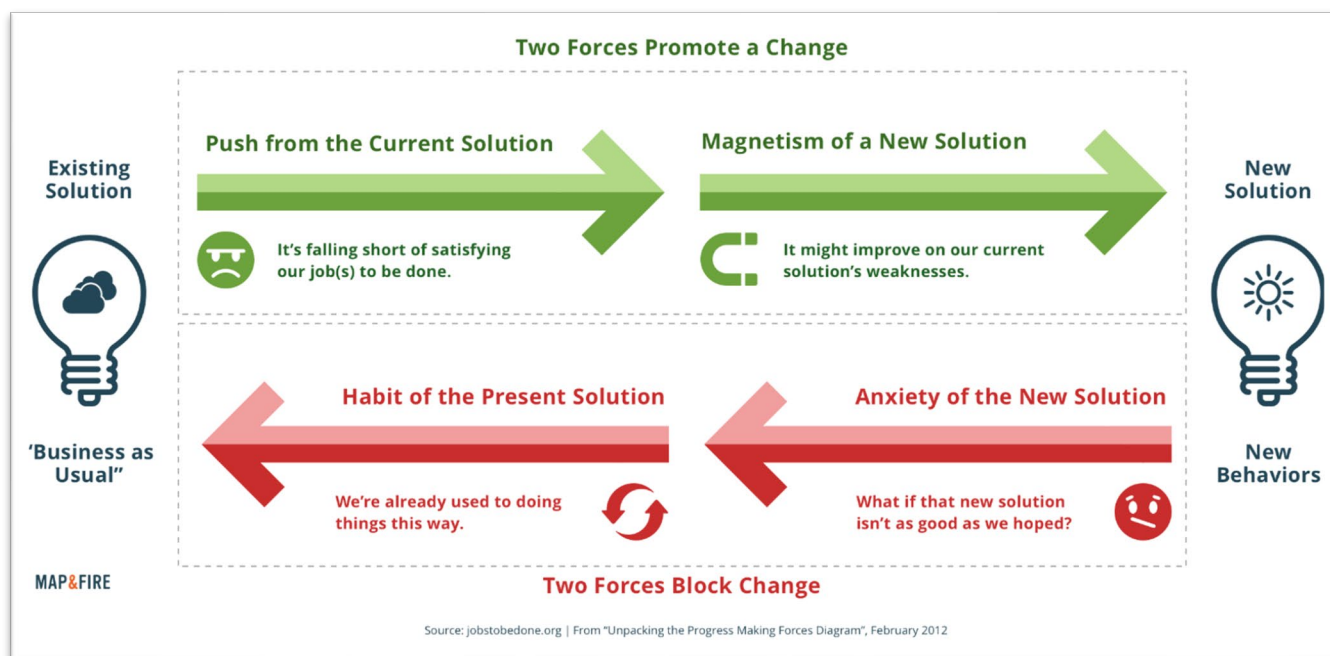 Two Forces Promote a Change
Existing
Solution
Push from the Current Solution
It's falling short of satisfying
our job(s) to be done.
Magnetism of a New Solution
It might improve on our current
solution's weaknesses.
New
Solution
'Business as
Usual"
Habit of the Present Solution
We're already used to doing
things this way.
Anxiety of the New Solution
What if that new solution
isn't as good as we hoped?
New
Behaviors
Two Forces Block Change
MAP&FIRE
Source: jobstobedone.org | From "Unpacking the Progress Making Forces Diagram", February 2012